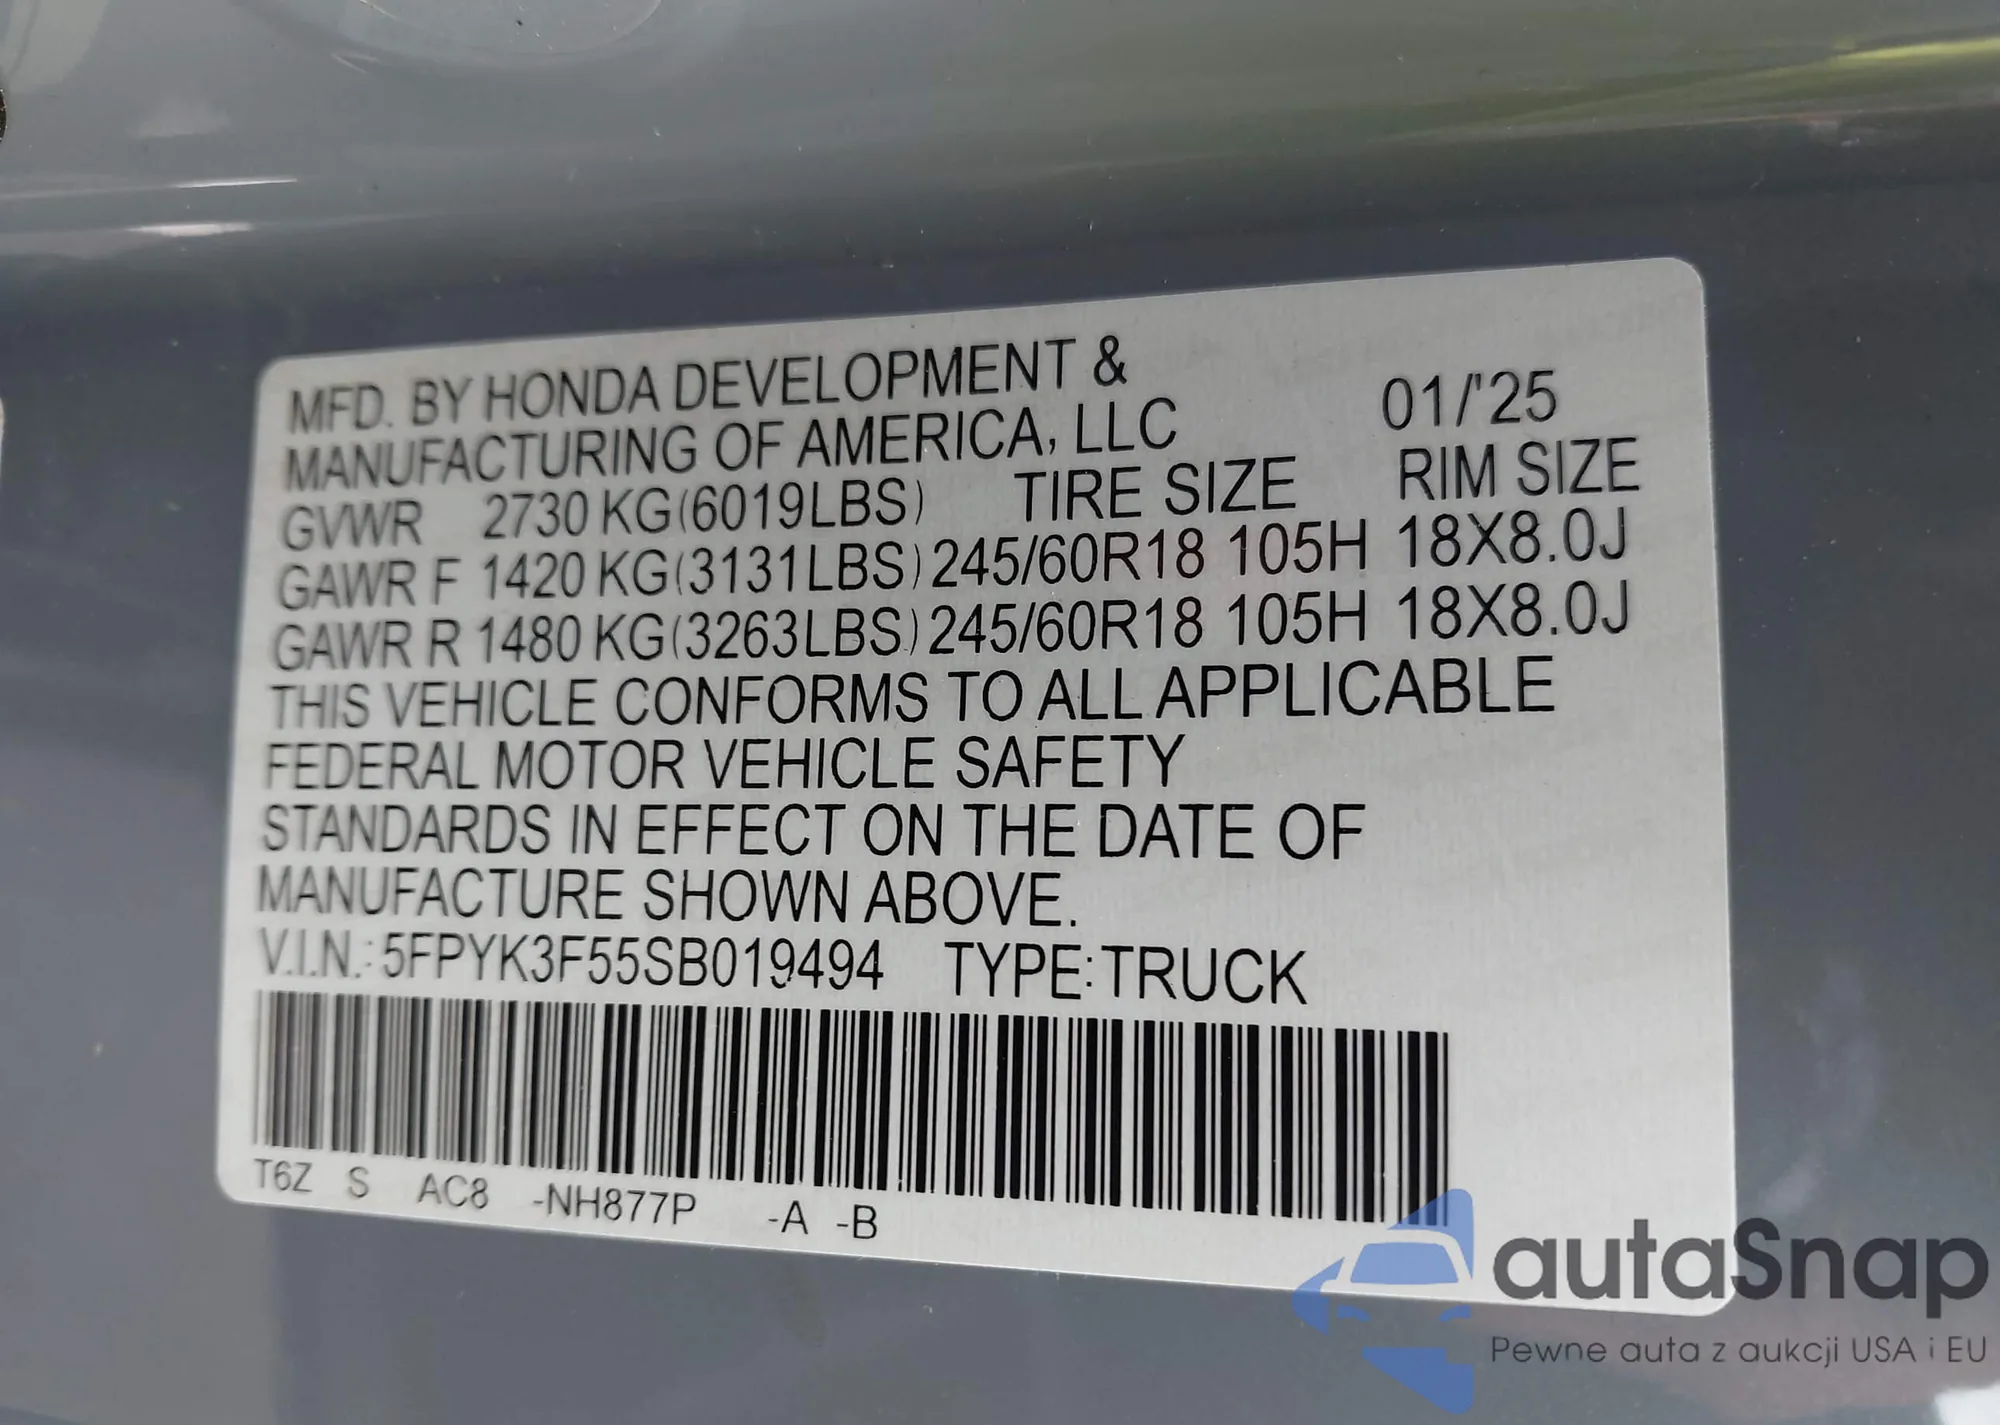 MFD. BY HONDA DEVELOPMENT &
MANUFACTURING OF AMERICA, LLC 01/'25
GVWR 2730 KG(6019LBS) TIRE SIZE RIM SIZE
GAWR F 1420 KG(3131LBS) 245/60R18 105H 18X8.0J
GAWR R 1480 KG(3263LBS) 245/60R18 105H 18X8.0J
THIS VEHICLE CONFORMS TO ALL APPLICABLE
FEDERAL MOTOR VEHICLE SAFETY
STANDARDS IN EFFECT ON THE DATE OF
MANUFACTURE SHOWN ABOVE.
V.I.N.: 5FPYK3F55SB019494 TYPE: TRUCK
T6Z S AC8 -NH877P -A -B
autaSnap
Pewne auta z aukcji USA i EU